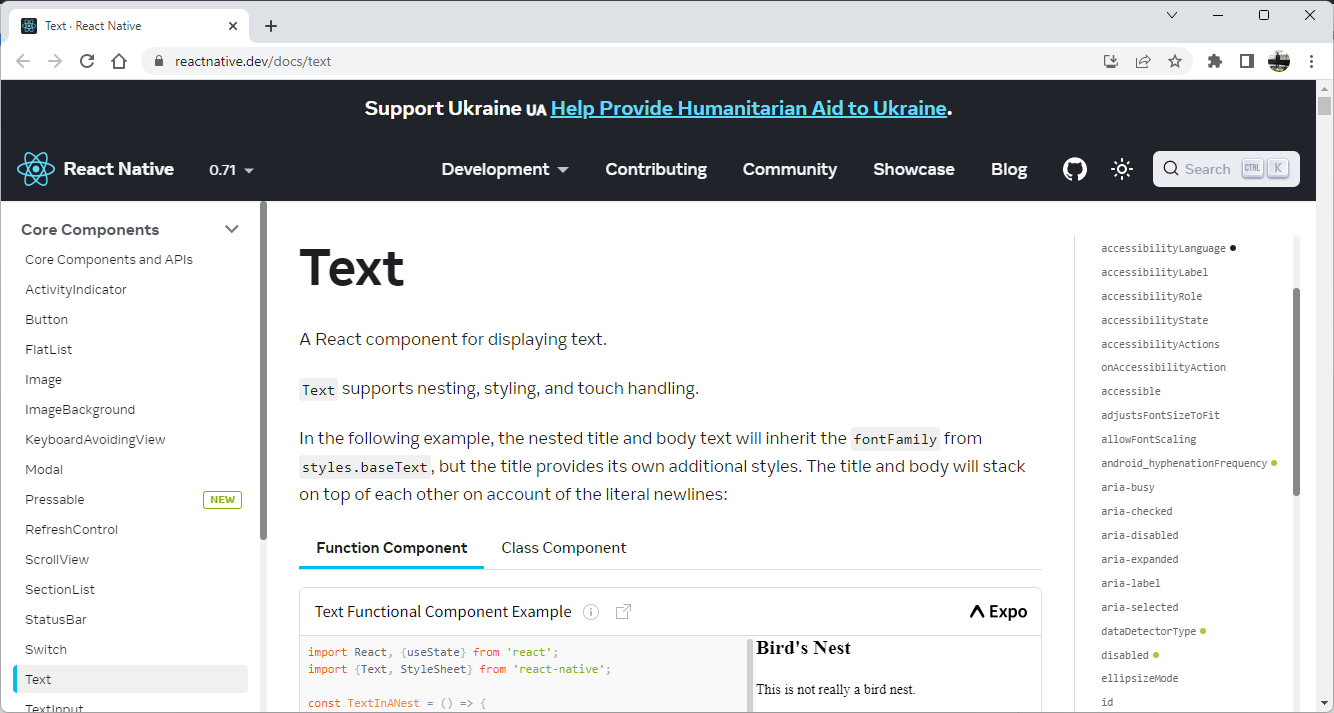 Text · React Native
reactnative.dev/docs/text
Support Ukraine UA Help Provide Humanitarian Aid to Ukraine.
React Native
0.71
Development
Contributing
Community
Showcase
Blog
Search
CTRL
K
Core Components
Core Components and APIs
ActivityIndicator
Button
FlatList
Image
ImageBackground
KeyboardAvoidingView
Modal
Pressable
NEW
RefreshControl
ScrollView
SectionList
StatusBar
Switch
Text
TextInput
Text
A React component for displaying text.
Text supports nesting, styling, and touch handling.
In the following example, the nested title and body text will inherit the fontFamily from
styles.baseText, but the title provides its own additional styles. The title and body will stack
on top of each other on account of the literal newlines:
Function Component
Class Component
Text Functional Component Example
Expo
import React, {useState} from 'react';
import {Text, StyleSheet} from 'react-native';
const TextInANest = () => {
Bird's Nest
This is not really a bird nest.
accessibilityLanguage
accessibilityLabel
accessibilityRole
accessibilityState
accessibilityActions
onAccessibilityAction
accessible
adjustsFontSizeToFit
allowFontScaling
android_hyphenationFrequency
aria-busy
aria-checked
aria-disabled
aria-expanded
aria-label
aria-selected
dataDetectorType
disabled
ellipsizeMode
id